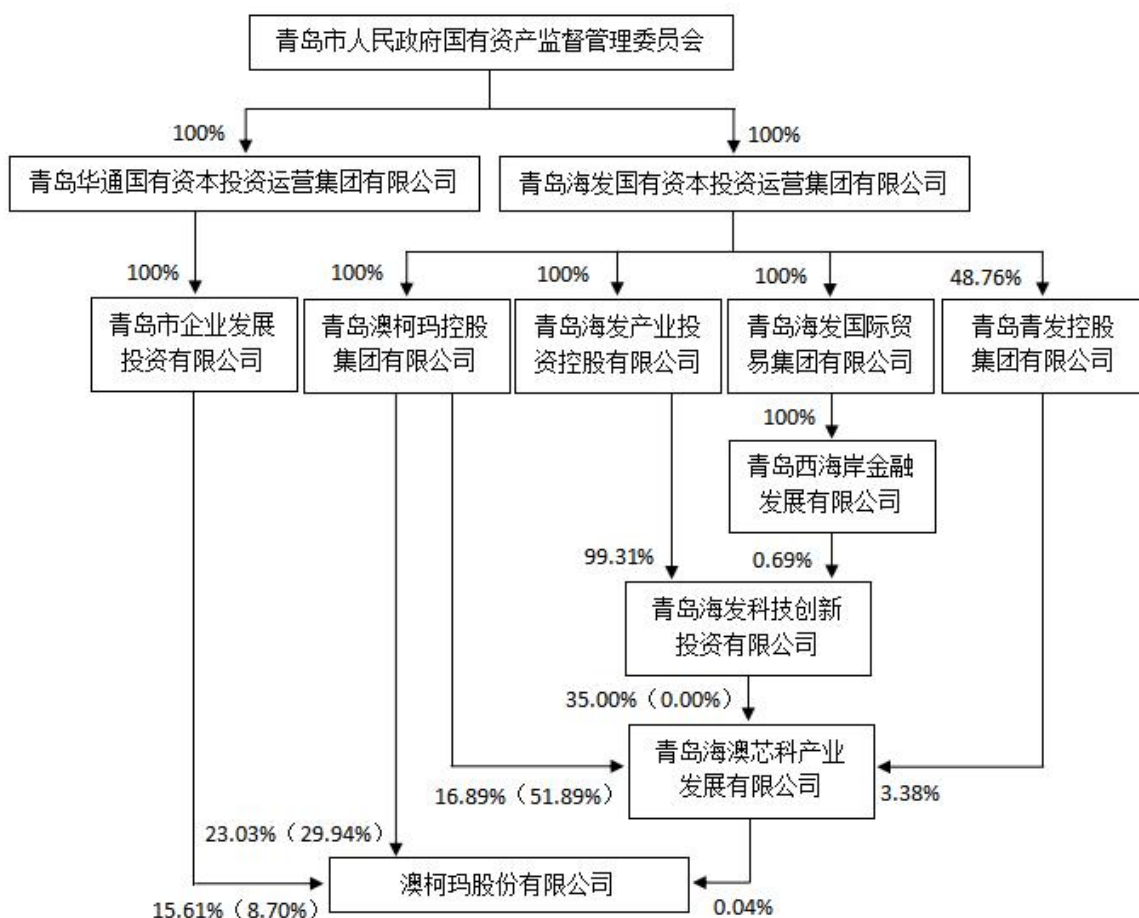 青岛市人民政府国有资产监督管理委员会
100%
100%
青岛华通国有资本投资运营集团有限公司
青岛海发国有资本投资运营集团有限公司
100%
100%
100%
100%
48.76%
青岛市企业发展
投资有限公司
青岛澳柯玛控股
集团有限公司
青岛海发产业投
资控股有限公司
青岛海发国际贸
易集团有限公司
青岛青发控股
集团有限公司
100%
青岛西海岸金融
发展有限公司
99.31%
0.69%
青岛海发科技创新
投资有限公司
35.00%（0.00%）
青岛海澳芯科产业
发展有限公司
16.89%（51.89%）
3.38%
23.03%（29.94%）
澳柯玛股份有限公司
15.61%（8.70%）
0.04%